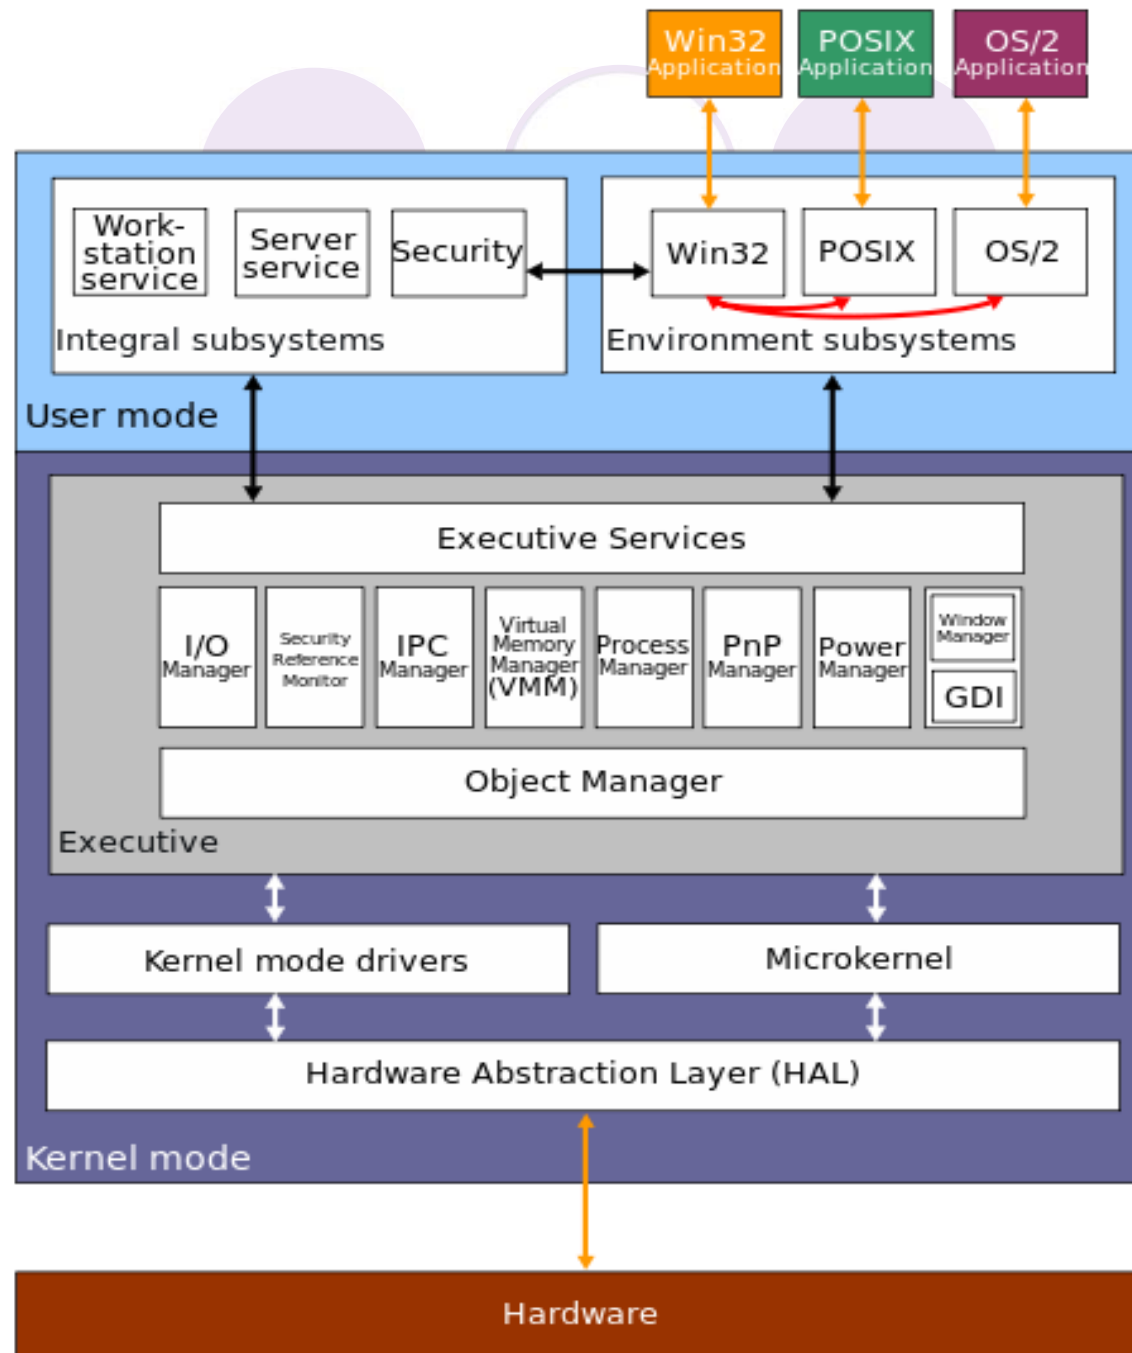 Win32
Application
POSIX
Application
OS/2
Application
Work-
station
service
Server
service
Security
Integral subsystems
Win32
POSIX
OS/2
Environment subsystems
User mode
Executive Services
I/O
Manager
Security
Reference
Monitor
IPC
Manager
Virtual
Memory
Manager
(VMM)
Process
Manager
PnP
Manager
Power
Manager
Window
Manager
GDI
Object Manager
Executive
Kernel mode drivers
Microkernel
Hardware Abstraction Layer (HAL)
Kernel mode
Hardware